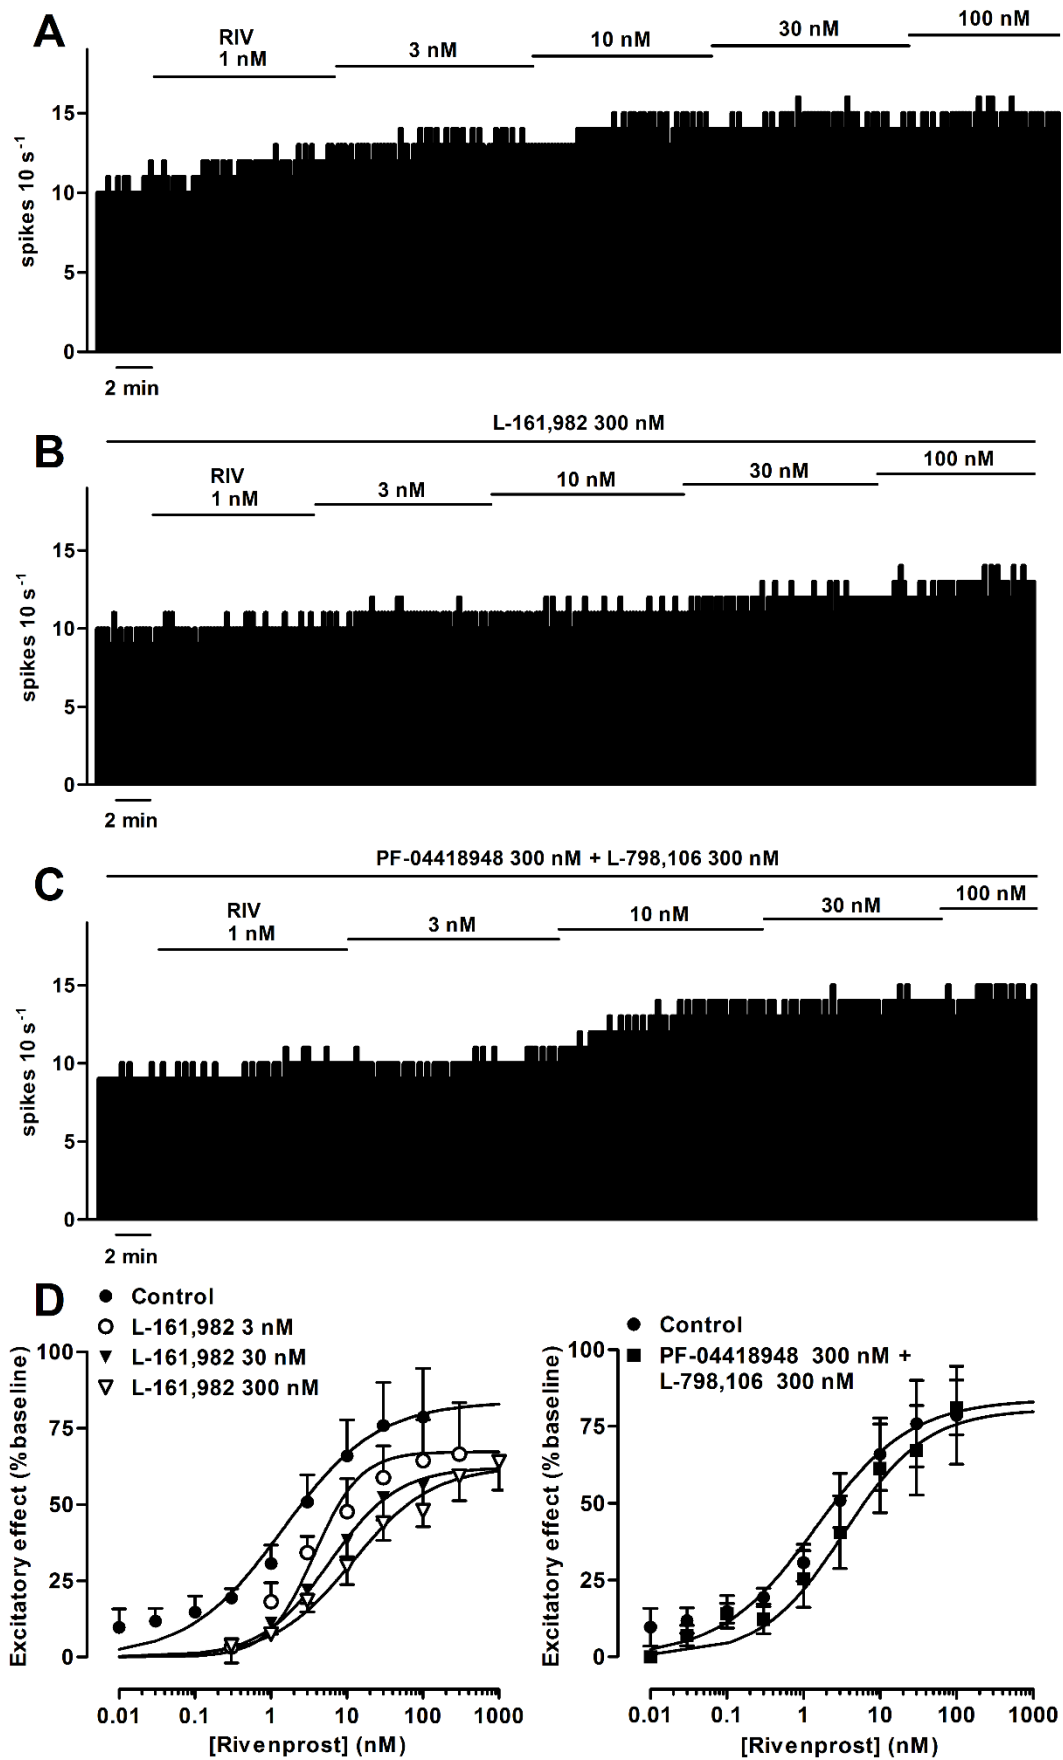 A
RIV
1 nM
3 nM
10 nM
30 nM
100 nM
spikes 10 s⁻¹
15
10
5
0
2 min
B
L-161,982 300 nM
RIV
1 nM
3 nM
10 nM
30 nM
100 nM
spikes 10 s⁻¹
15
10
5
0
2 min
C
PF-04418948 300 nM + L-798,106 300 nM
RIV
1 nM
3 nM
10 nM
30 nM
100 nM
spikes 10 s⁻¹
15
10
5
0
2 min
D
Control
L-161,982 3 nM
L-161,982 30 nM
L-161,982 300 nM
Excitatory effect (%baseline)
100
75
50
25
0
0.01 0.1 1 10 100 1000
[Rivenprost] (nM)
Control
PF-04418948 300 nM +
L-798,106 300 nM
Excitatory effect (%baseline)
100
75
50
25
0
0.01 0.1 1 10 100 1000
[Rivenprost] (nM)